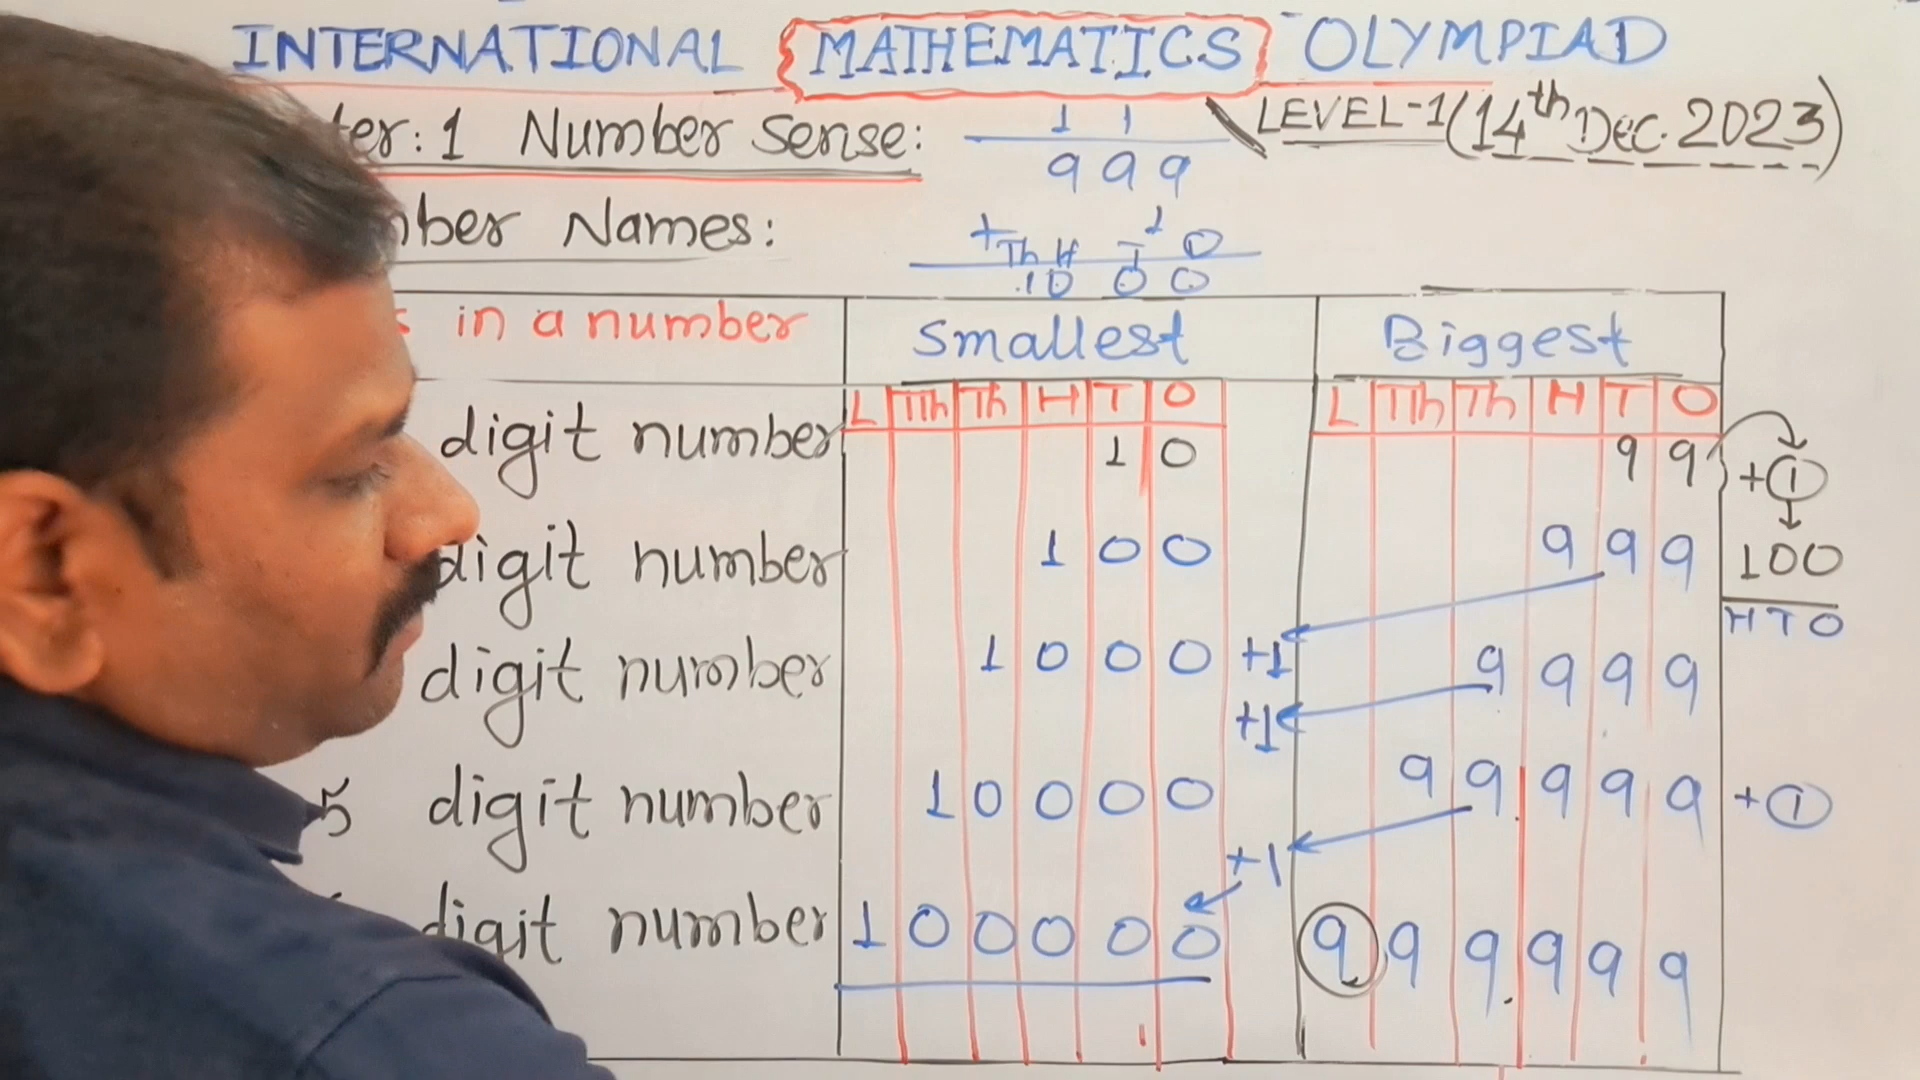 INTERNATIONAL MATHEMATICS OLYMPIAD
LEVEL-1 (14th Dec. 2023)
ter: 1 Number Sense:
1 1
9 9 9
+ 1
ber Names:
Th H T O
1 0 0 0
in a number Smallest Biggest
L TTh Th H T O L TTh Th H T O
digit number 1 0 9 9 +1
digit number 1 0 0 9 9 9 100
H T O
digit number 1 0 0 0 +1 9 9 9 9
+1
5 digit number 1 0 0 0 0 9 9 9 9 9 +1
+1
digit number 1 0 0 0 0 0 9 9 9 9 9 9